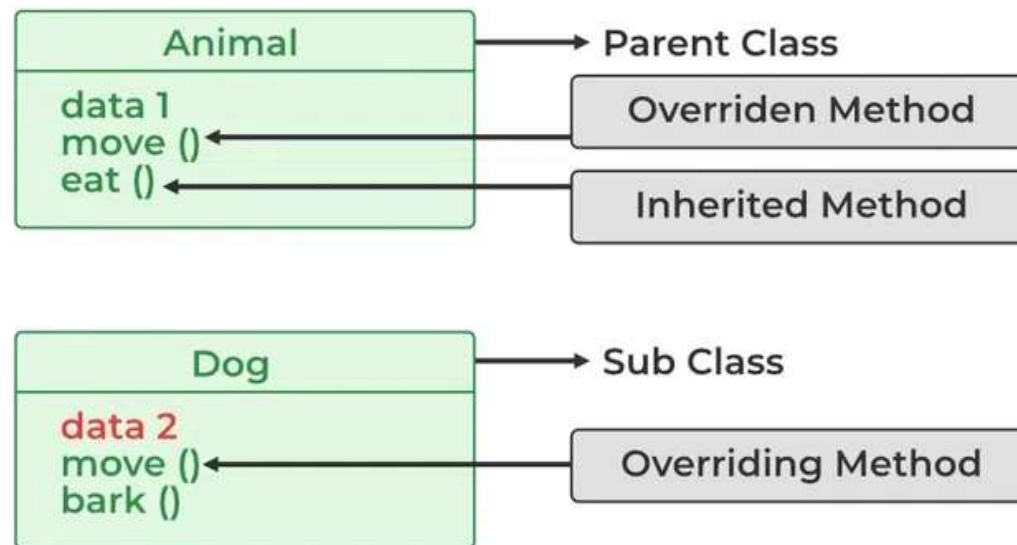 Animal
Parent Class
data 1
Overriden Method
move ()
eat ()
Inherited Method
Dog
Sub Class
data 2
move ()
Overriding Method
bark ()